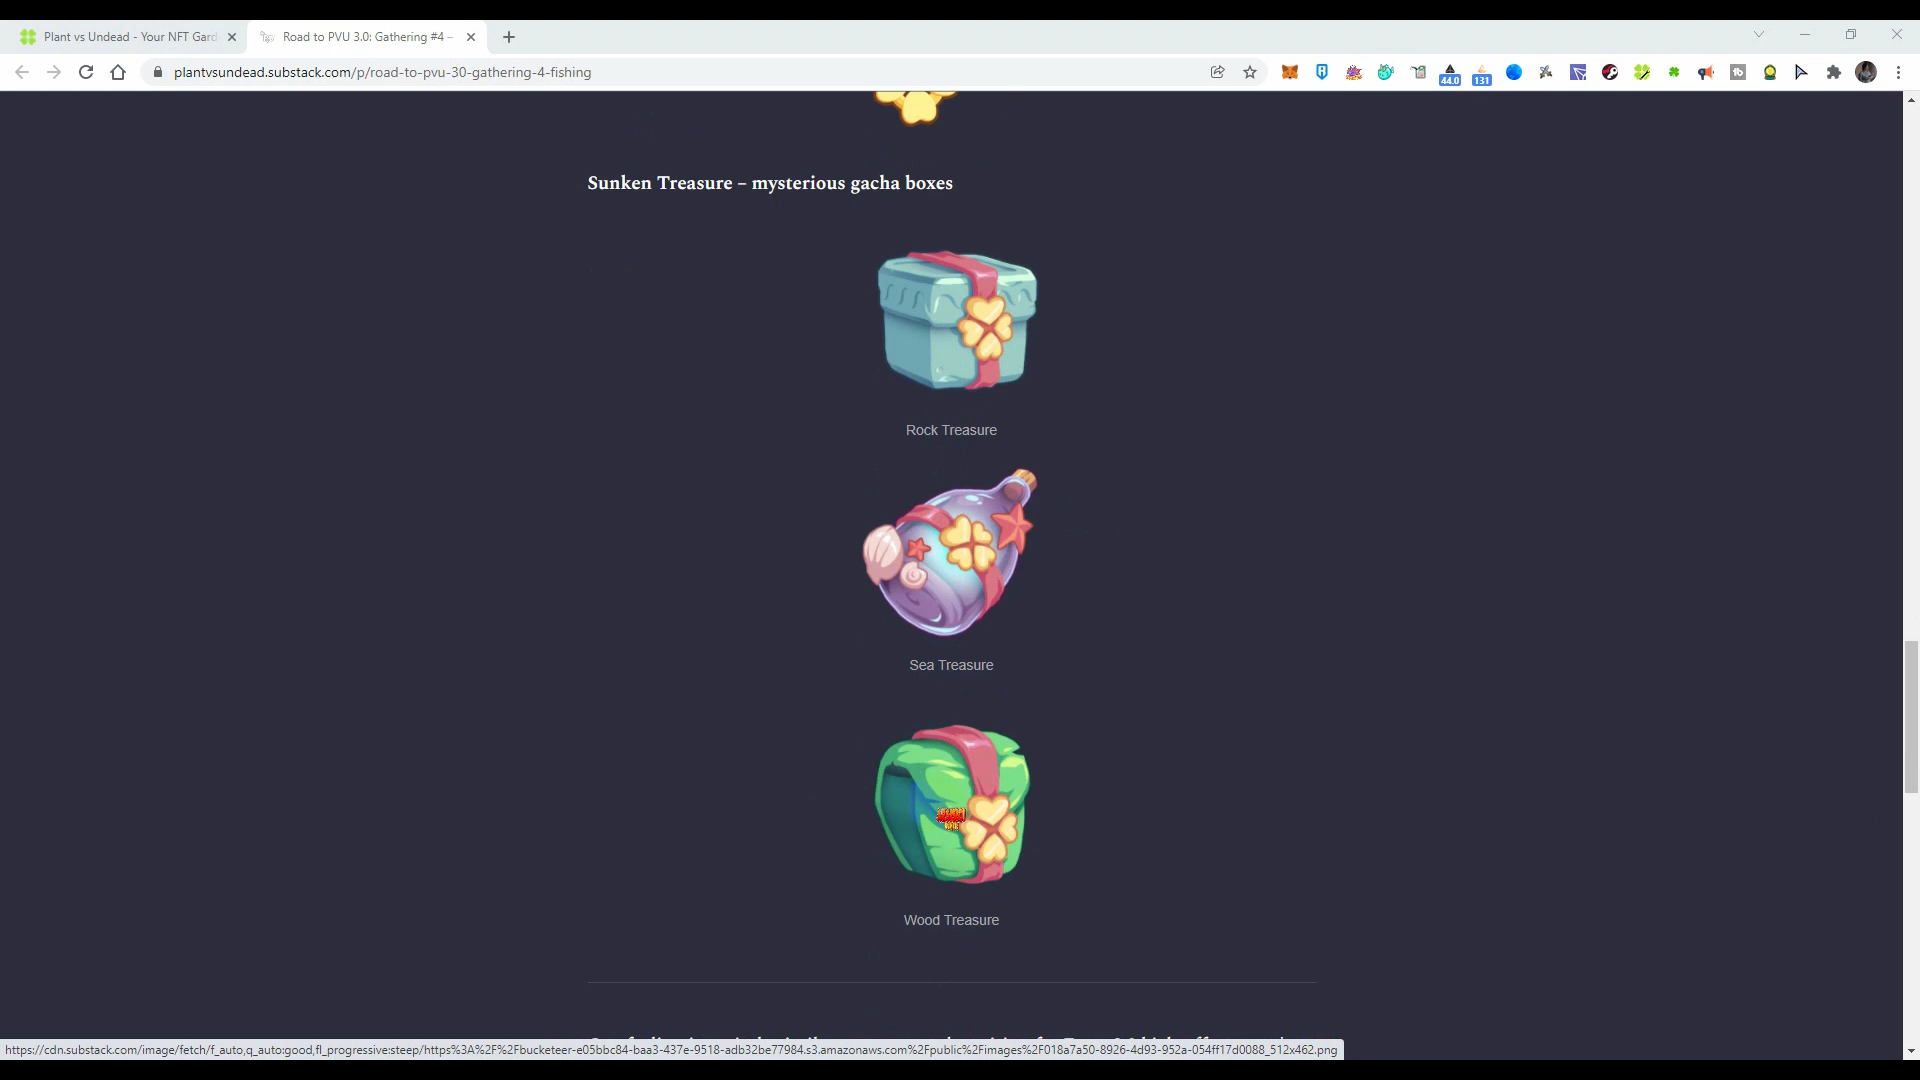 Plant vs Undead - Your NFT Gard
Road to PVU 3.0: Gathering #4 –
plantvsundead.substack.com/p/road-to-pvu-30-gathering-4-fishing
44.0
131
Sunken Treasure – mysterious gacha boxes
Rock Treasure
Sea Treasure
Wood Treasure
https://cdn.substack.com/image/fetch/f_auto,q_auto:good,fl_progressive:steep/https%3A%2F%2Fbucketeer-e05bbc84-baa3-437e-9518-adb32be77984.s3.amazonaws.com%2Fpublic%2Fimages%2F018a7a50-8926-4d93-952a-054ff17d0088_512x462.png